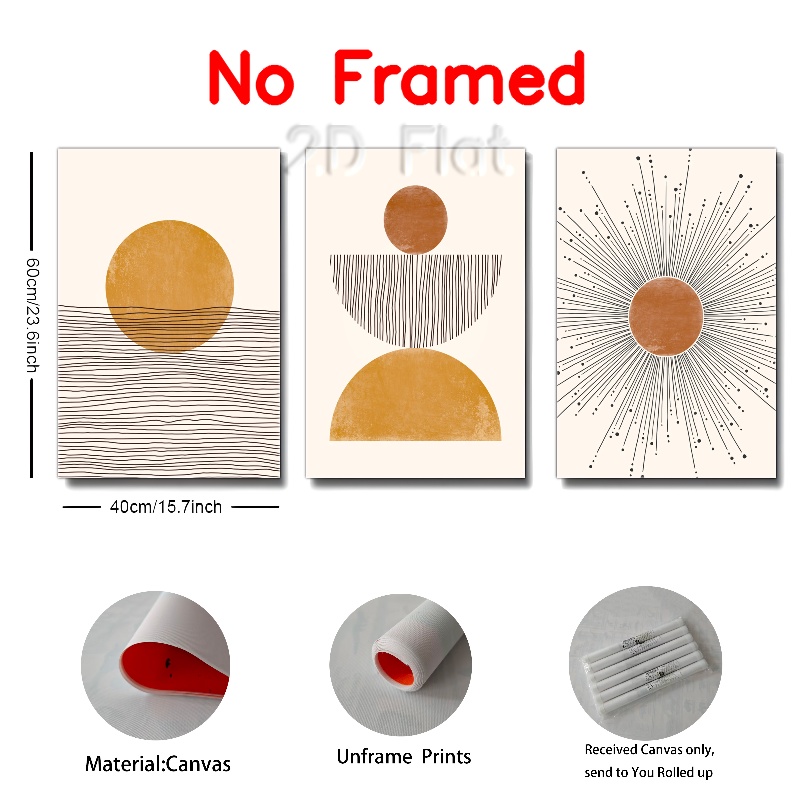 No Framed
2D Flat
60cm/23.6inch
40cm/15.7inch
Material:Canvas
Unframe Prints
Received Canvas only,
send to You Rolled up